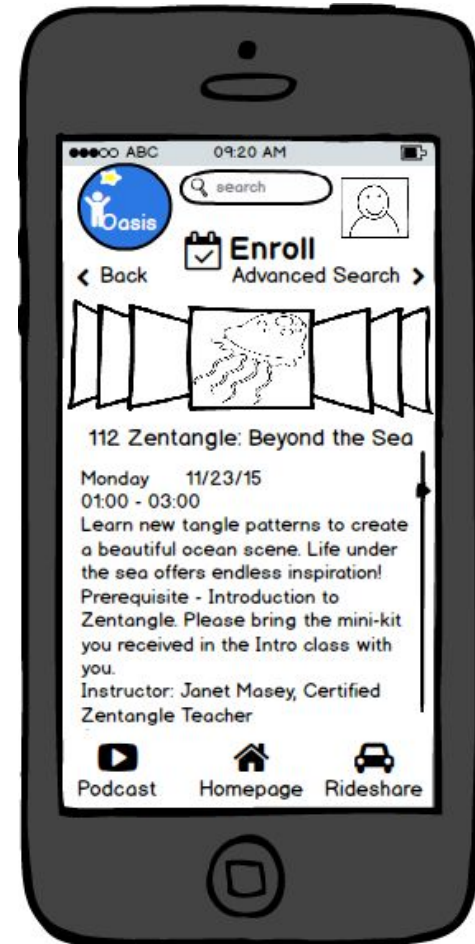 ABC 09:20 AM
Oasis
search
Enroll
Back Advanced Search
112 Zentangle: Beyond the Sea
Monday 11/23/15
01:00 - 03:00
Learn new tangle patterns to create
a beautiful ocean scene. Life under
the sea offers endless inspiration!
Prerequisite - Introduction to
Zentangle. Please bring the mini-kit
you received in the Intro class with
you.
Instructor: Janet Masey, Certified
Zentangle Teacher
Podcast Homepage Rideshare